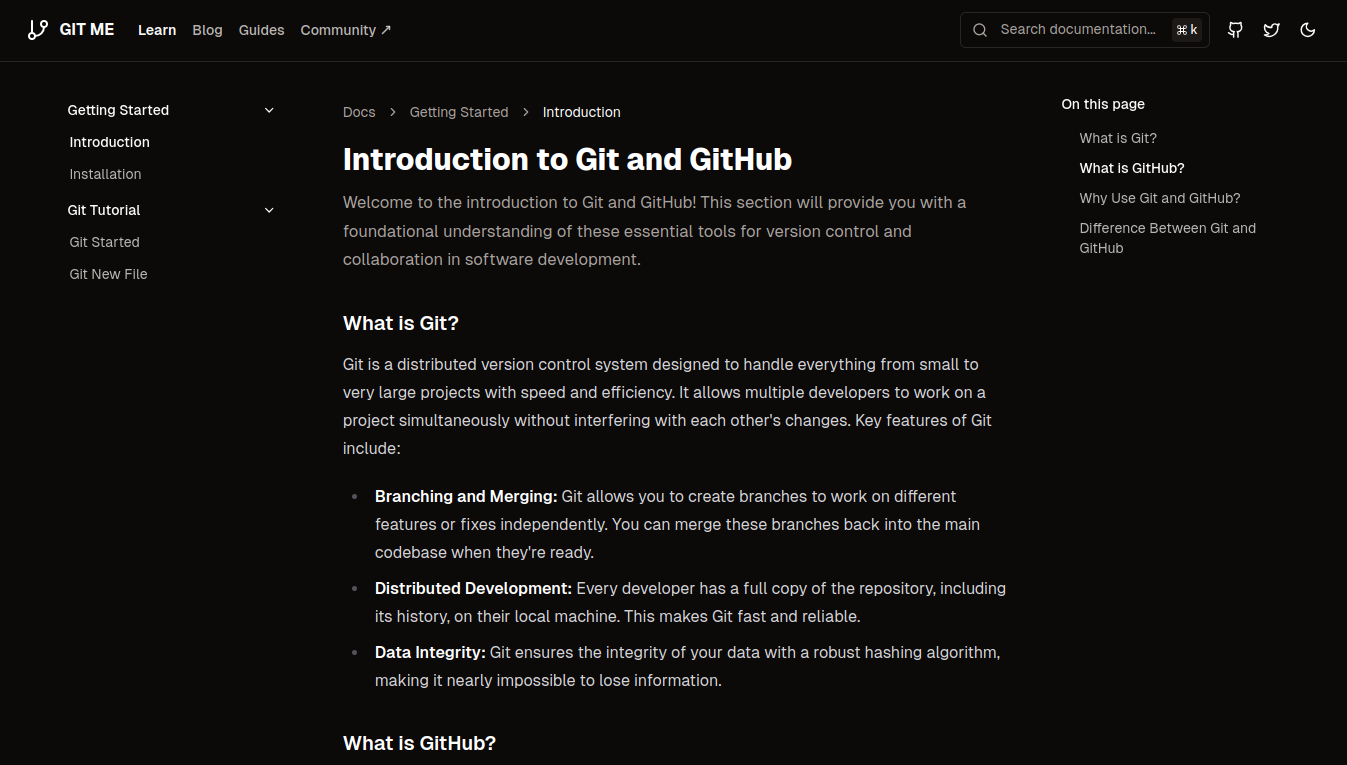 GIT ME
Learn
Blog
Guides
Community ↗
Search documentation...
⌘ k
Getting Started
Introduction
Installation
Git Tutorial
Git Started
Git New File
Docs > Getting Started > Introduction
Introduction to Git and GitHub
Welcome to the introduction to Git and GitHub! This section will provide you with a
foundational understanding of these essential tools for version control and
collaboration in software development.
What is Git?
Git is a distributed version control system designed to handle everything from small to
very large projects with speed and efficiency. It allows multiple developers to work on a
project simultaneously without interfering with each other's changes. Key features of Git
include:
Branching and Merging: Git allows you to create branches to work on different
features or fixes independently. You can merge these branches back into the main
codebase when they're ready.
Distributed Development: Every developer has a full copy of the repository, including
its history, on their local machine. This makes Git fast and reliable.
Data Integrity: Git ensures the integrity of your data with a robust hashing algorithm,
making it nearly impossible to lose information.
What is GitHub?
On this page
What is Git?
What is GitHub?
Why Use Git and GitHub?
Difference Between Git and
GitHub